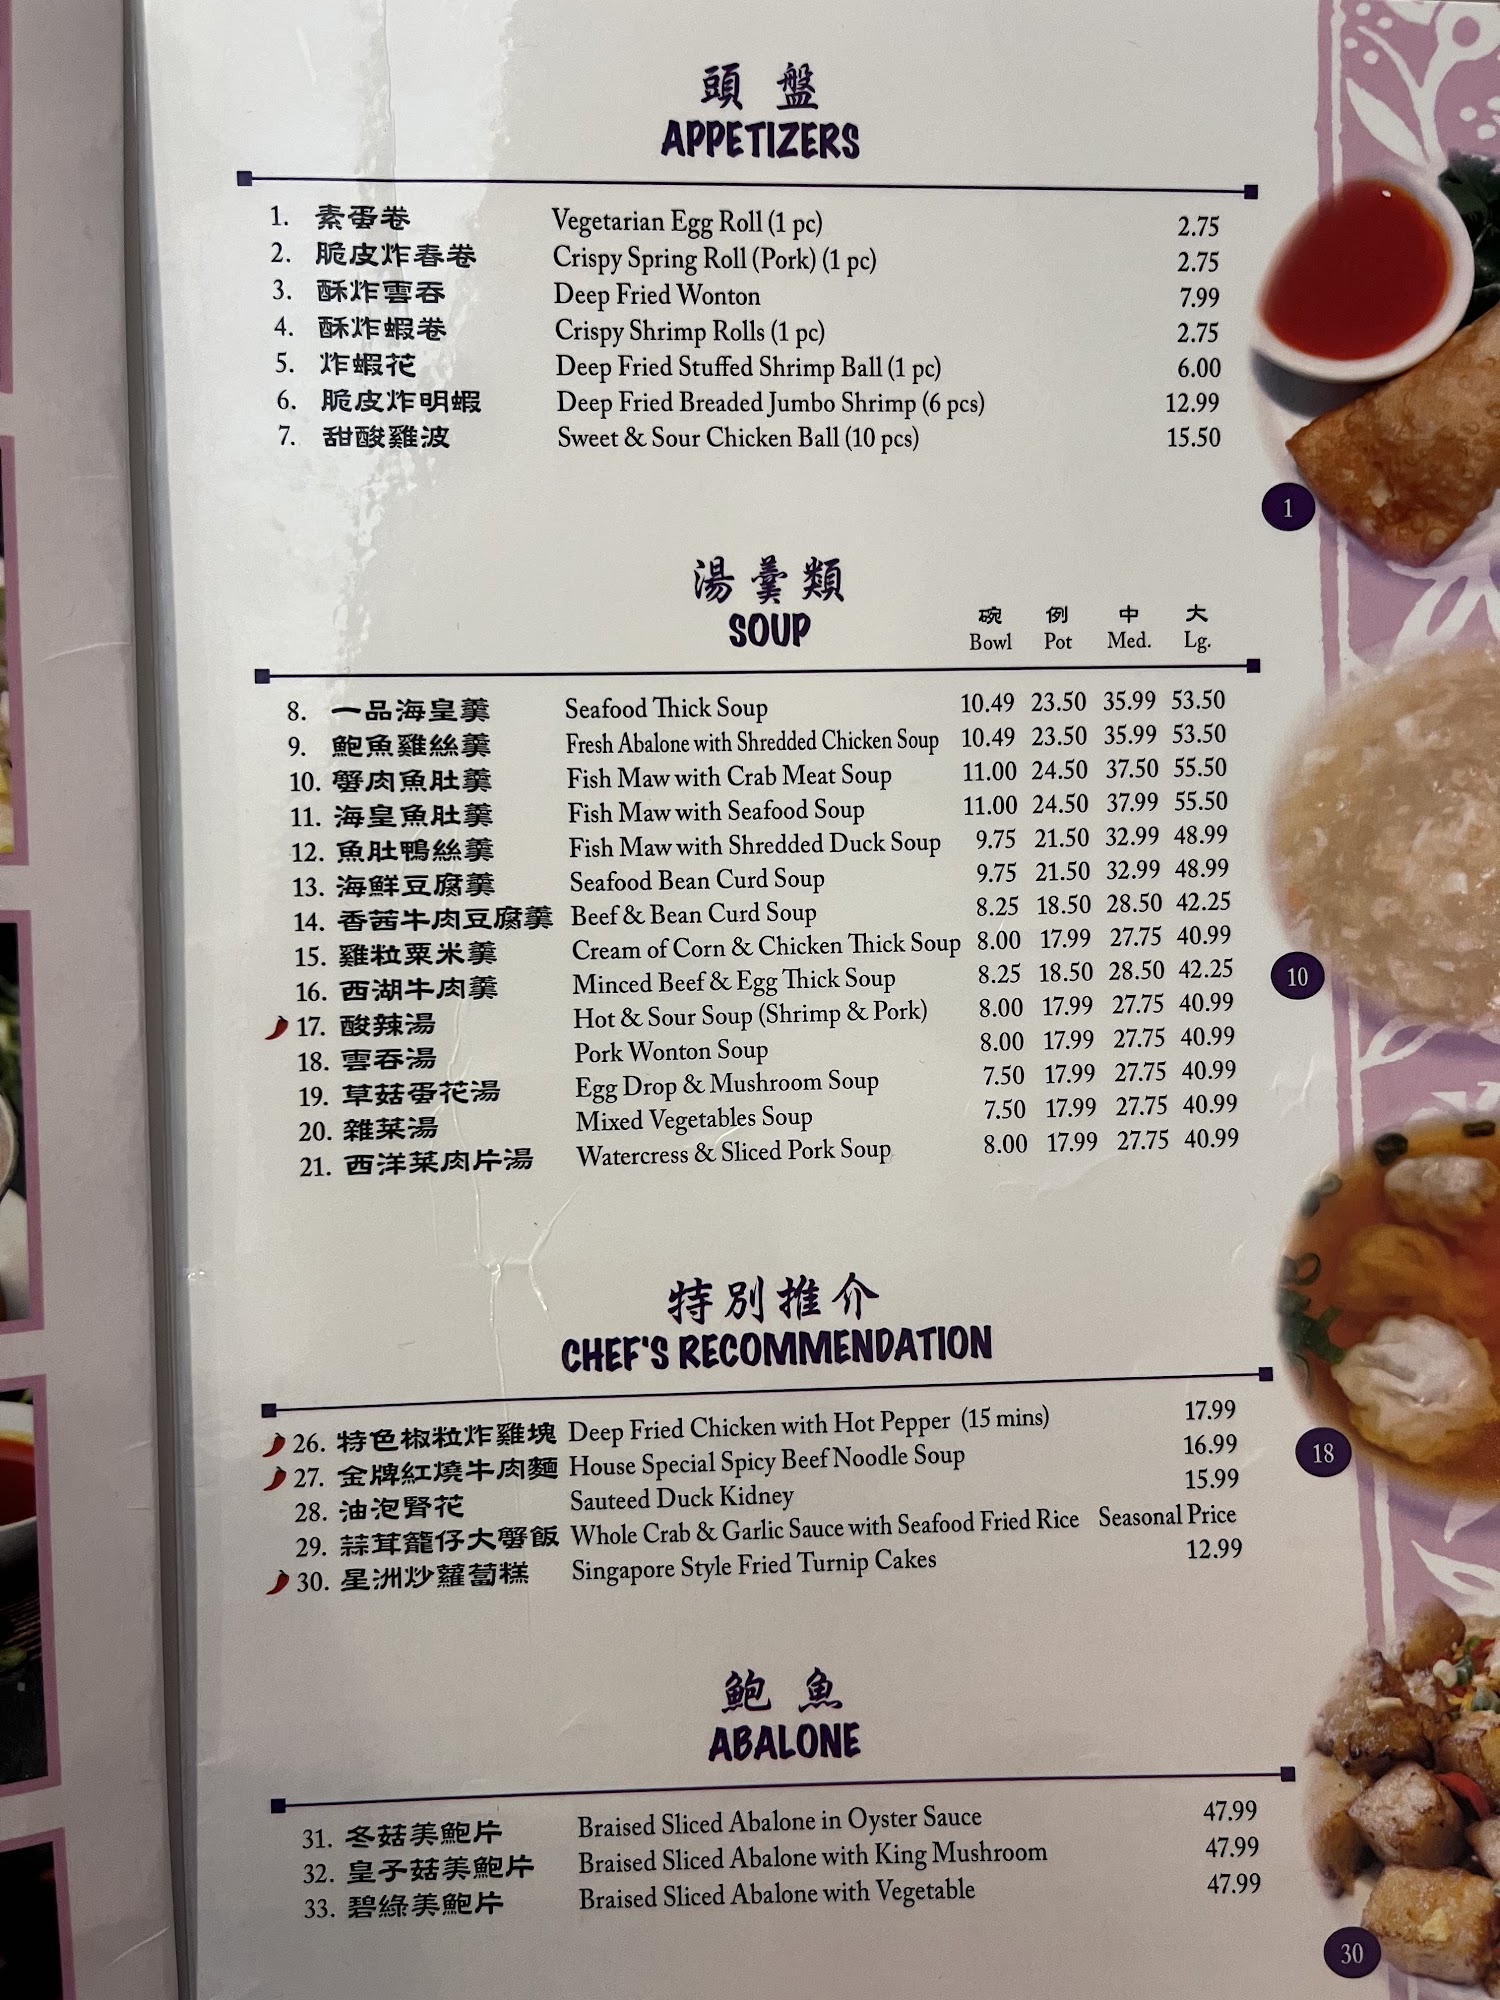 頭盤
APPETIZERS
1. 素蛋卷 Vegetarian Egg Roll (1 pc) 2.75
2. 脆皮炸春卷 Crispy Spring Roll (Pork) (1 pc) 2.75
3. 酥炸雲吞 Deep Fried Wonton 7.99
4. 酥炸蝦卷 Crispy Shrimp Rolls (1 pc) 2.75
5. 炸蝦花 Deep Fried Stuffed Shrimp Ball (1 pc) 6.00
6. 脆皮炸明蝦 Deep Fried Breaded Jumbo Shrimp (6 pcs) 12.99
7. 甜酸雞波 Sweet & Sour Chicken Ball (10 pcs) 15.50
1
湯羹類
SOUP
碗 例 中 大
Bowl Pot Med. Lg.
8. 一品海皇羹 Seafood Thick Soup 10.49 23.50 35.99 53.50
9. 鮑魚雞絲羹 Fresh Abalone with Shredded Chicken Soup 10.49 23.50 35.99 53.50
10. 蟹肉魚肚羹 Fish Maw with Crab Meat Soup 11.00 24.50 37.50 55.50
11. 海皇魚肚羹 Fish Maw with Seafood Soup 11.00 24.50 37.99 55.50
12. 魚肚鴨絲羹 Fish Maw with Shredded Duck Soup 9.75 21.50 32.99 48.99
13. 海鮮豆腐羹 Seafood Bean Curd Soup 9.75 21.50 32.99 48.99
14. 香茜牛肉豆腐羹 Beef & Bean Curd Soup 8.25 18.50 28.50 42.25
15. 雞粒粟米羹 Cream of Corn & Chicken Thick Soup 8.00 17.99 27.75 40.99
16. 西湖牛肉羹 Minced Beef & Egg Thick Soup 8.25 18.50 28.50 42.25
17. 酸辣湯 Hot & Sour Soup (Shrimp & Pork) 8.00 17.99 27.75 40.99
18. 雲吞湯 Pork Wonton Soup 8.00 17.99 27.75 40.99
19. 草菇蛋花湯 Egg Drop & Mushroom Soup 7.50 17.99 27.75 40.99
20. 雜菜湯 Mixed Vegetables Soup 7.50 17.99 27.75 40.99
21. 西洋菜肉片湯 Watercress & Sliced Pork Soup 8.00 17.99 27.75 40.99
10
特別推介
CHEF'S RECOMMENDATION
26. 特色椒粒炸雞塊 Deep Fried Chicken with Hot Pepper (15 mins) 17.99
27. 金牌紅燒牛肉麵 House Special Spicy Beef Noodle Soup 16.99
28. 油泡腎花 Sauteed Duck Kidney 15.99
29. 蒜茸籠仔大蟹飯 Whole Crab & Garlic Sauce with Seafood Fried Rice Seasonal Price
30. 星洲炒蘿蔔糕 Singapore Style Fried Turnip Cakes 12.99
18
鮑魚
ABALONE
31. 冬菇美鮑片 Braised Sliced Abalone in Oyster Sauce 47.99
32. 皇子菇美鮑片 Braised Sliced Abalone with King Mushroom 47.99
33. 碧綠美鮑片 Braised Sliced Abalone with Vegetable 47.99
30